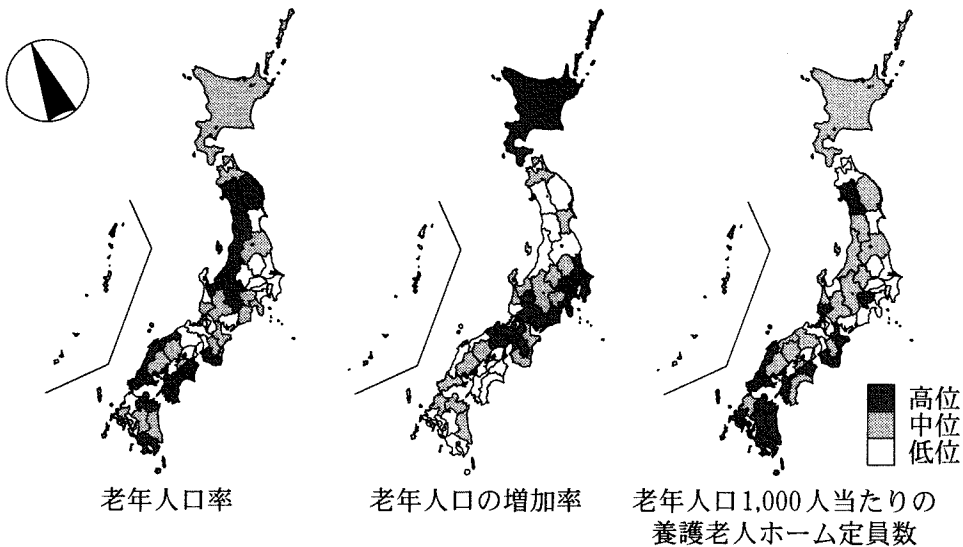 高位
中位
低位
老年人口率
老年人口の増加率
老年人口1,000人当たりの
養護老人ホーム定員数